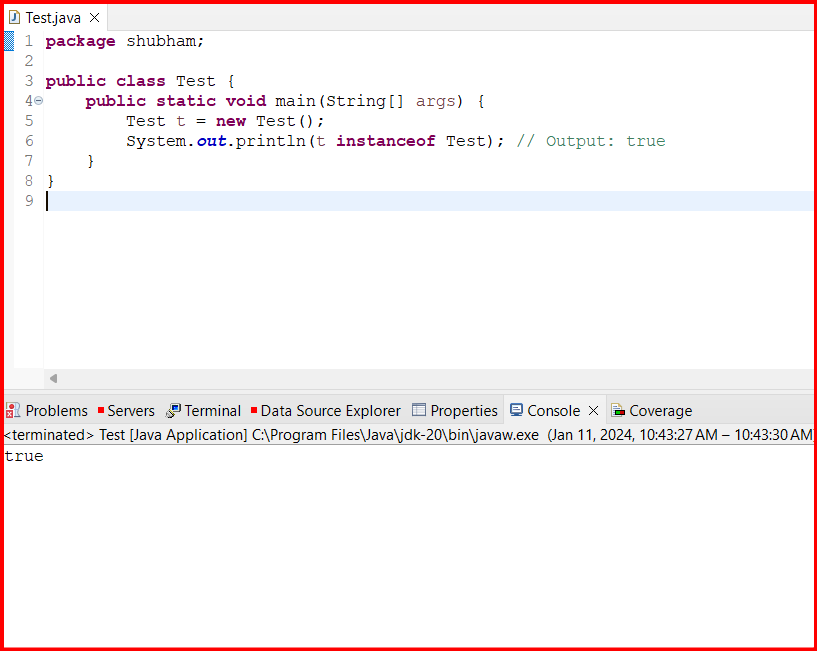 Test.java
1 package shubham;
2
3 public class Test {
4     public static void main(String[] args) {
5         Test t = new Test();
6         System.out.println(t instanceof Test); // Output: true
7     }
8 }
9
Problems Servers Terminal Data Source Explorer Properties Console Coverage
<terminated> Test [Java Application] C:\Program Files\Java\jdk-20\bin\javaw.exe (Jan 11, 2024, 10:43:27 AM – 10:43:30 AM)
true